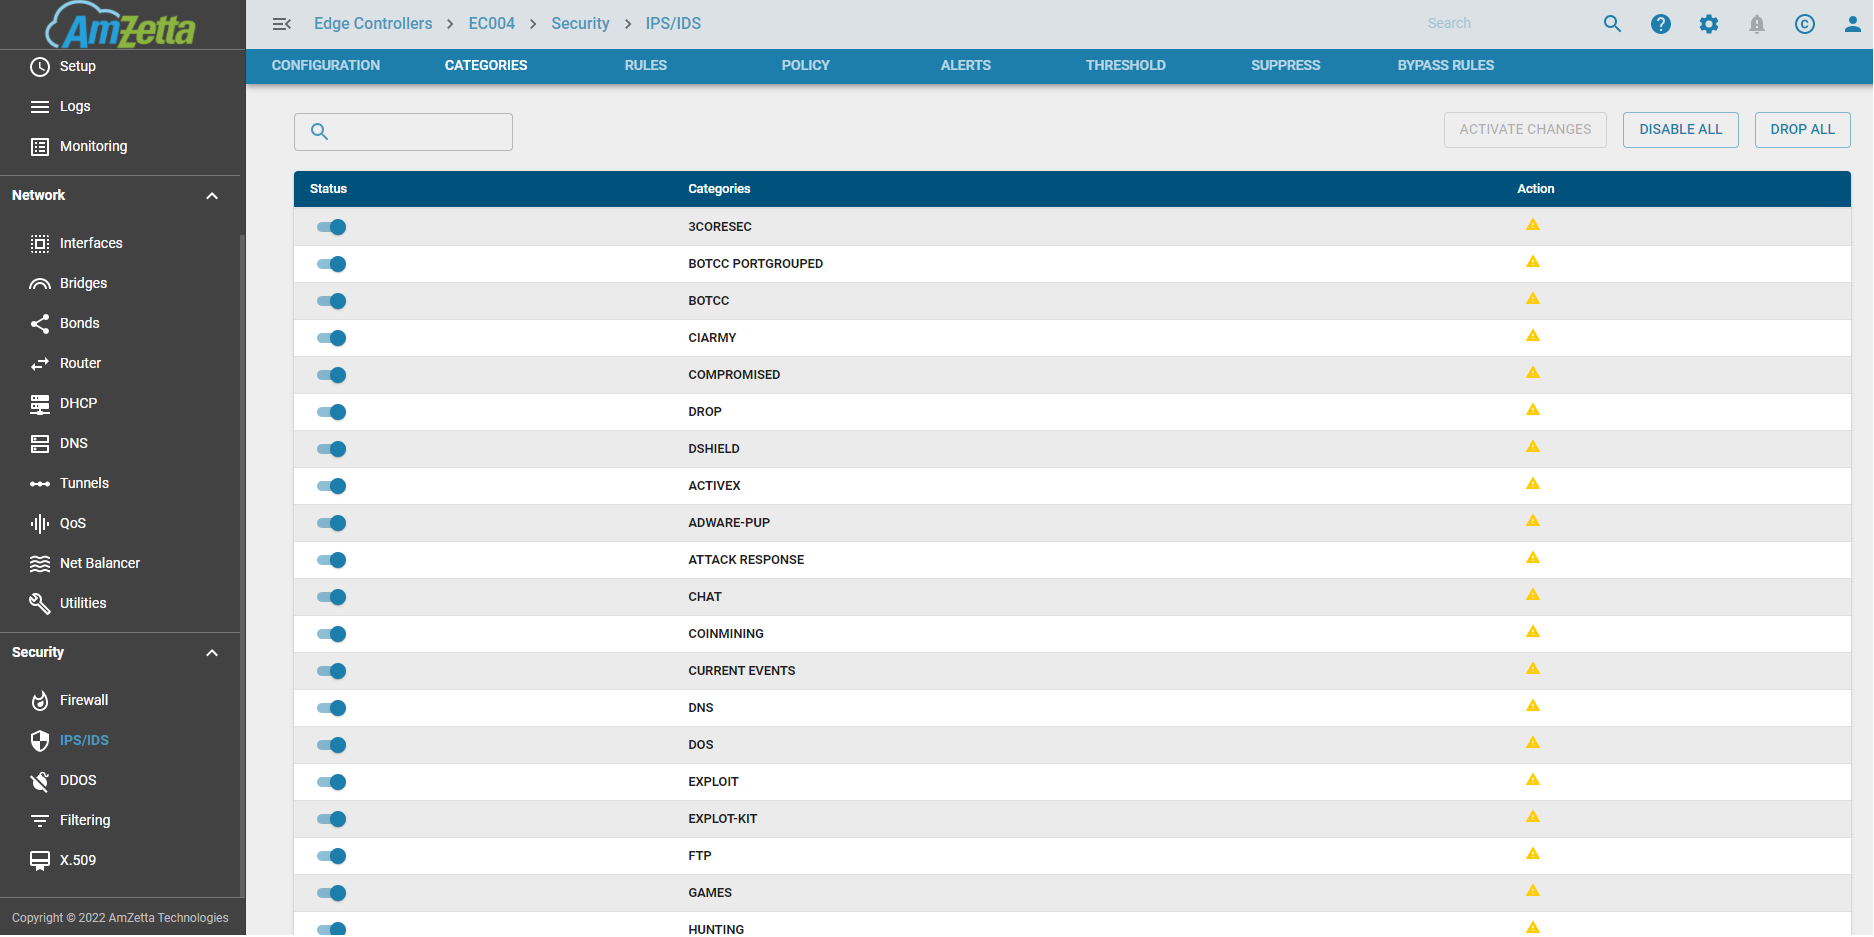 AmZetta
Setup
Logs
Monitoring
Network
Interfaces
Bridges
Bonds
Router
DHCP
DNS
Tunnels
QoS
Net Balancer
Utilities
Security
Firewall
IPS/IDS
DDOS
Filtering
X.509
Copyright © 2022 AmZetta Technologies
Edge Controllers > EC004 > Security > IPS/IDS
Search
CONFIGURATION CATEGORIES RULES POLICY ALERTS THRESHOLD SUPPRESS BYPASS RULES
ACTIVATE CHANGES DISABLE ALL DROP ALL
Status Categories Action
3CORESEC
BOTCC PORTGROUPED
BOTCC
CIARMY
COMPROMISED
DROP
DSHIELD
ACTIVEX
ADWARE-PUP
ATTACK RESPONSE
CHAT
COINMINING
CURRENT EVENTS
DNS
DOS
EXPLOIT
EXPLOT-KIT
FTP
GAMES
HUNTING